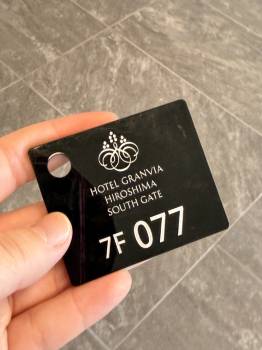 HOTEL GRANVIA
HIROSHIMA
SOUTH GATE
7F 077